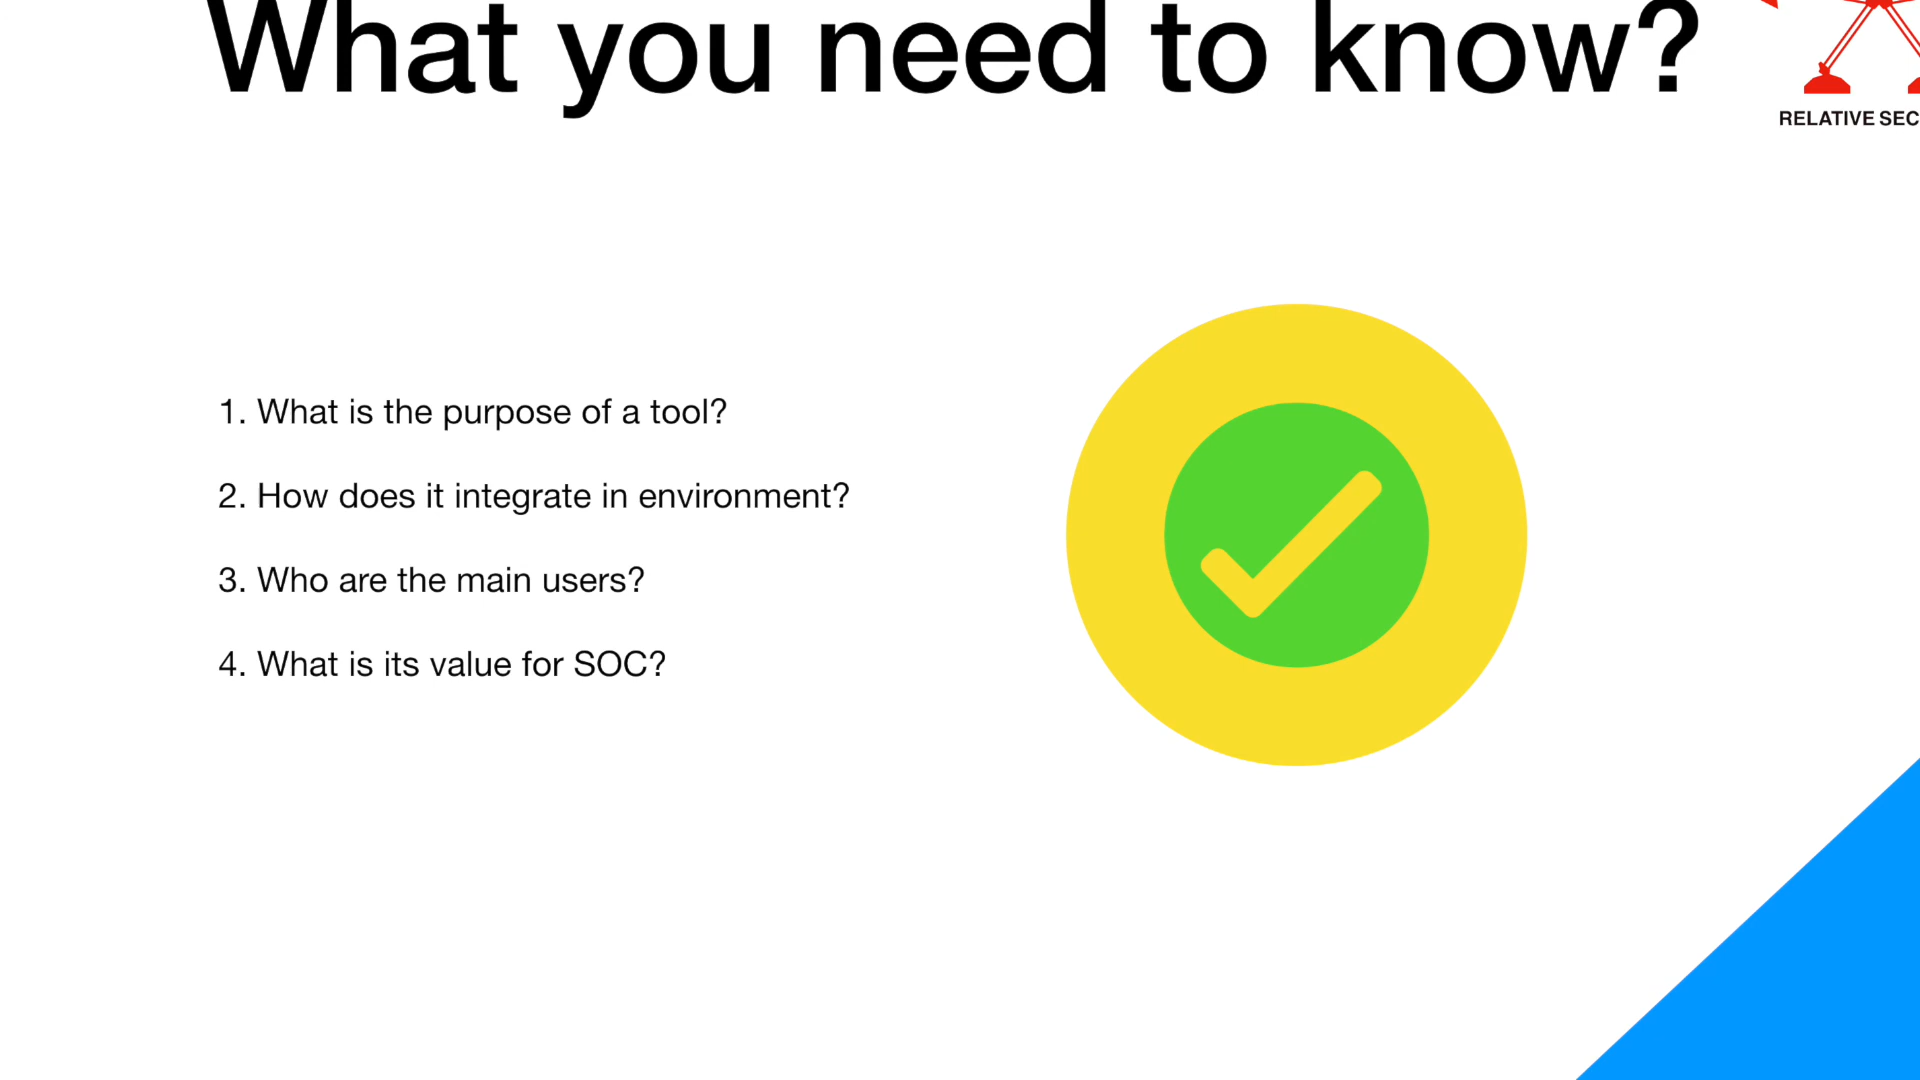 What you need to know?
RELATIVE SEC
1. What is the purpose of a tool?
2. How does it integrate in environment?
3. Who are the main users?
4. What is its value for SOC?